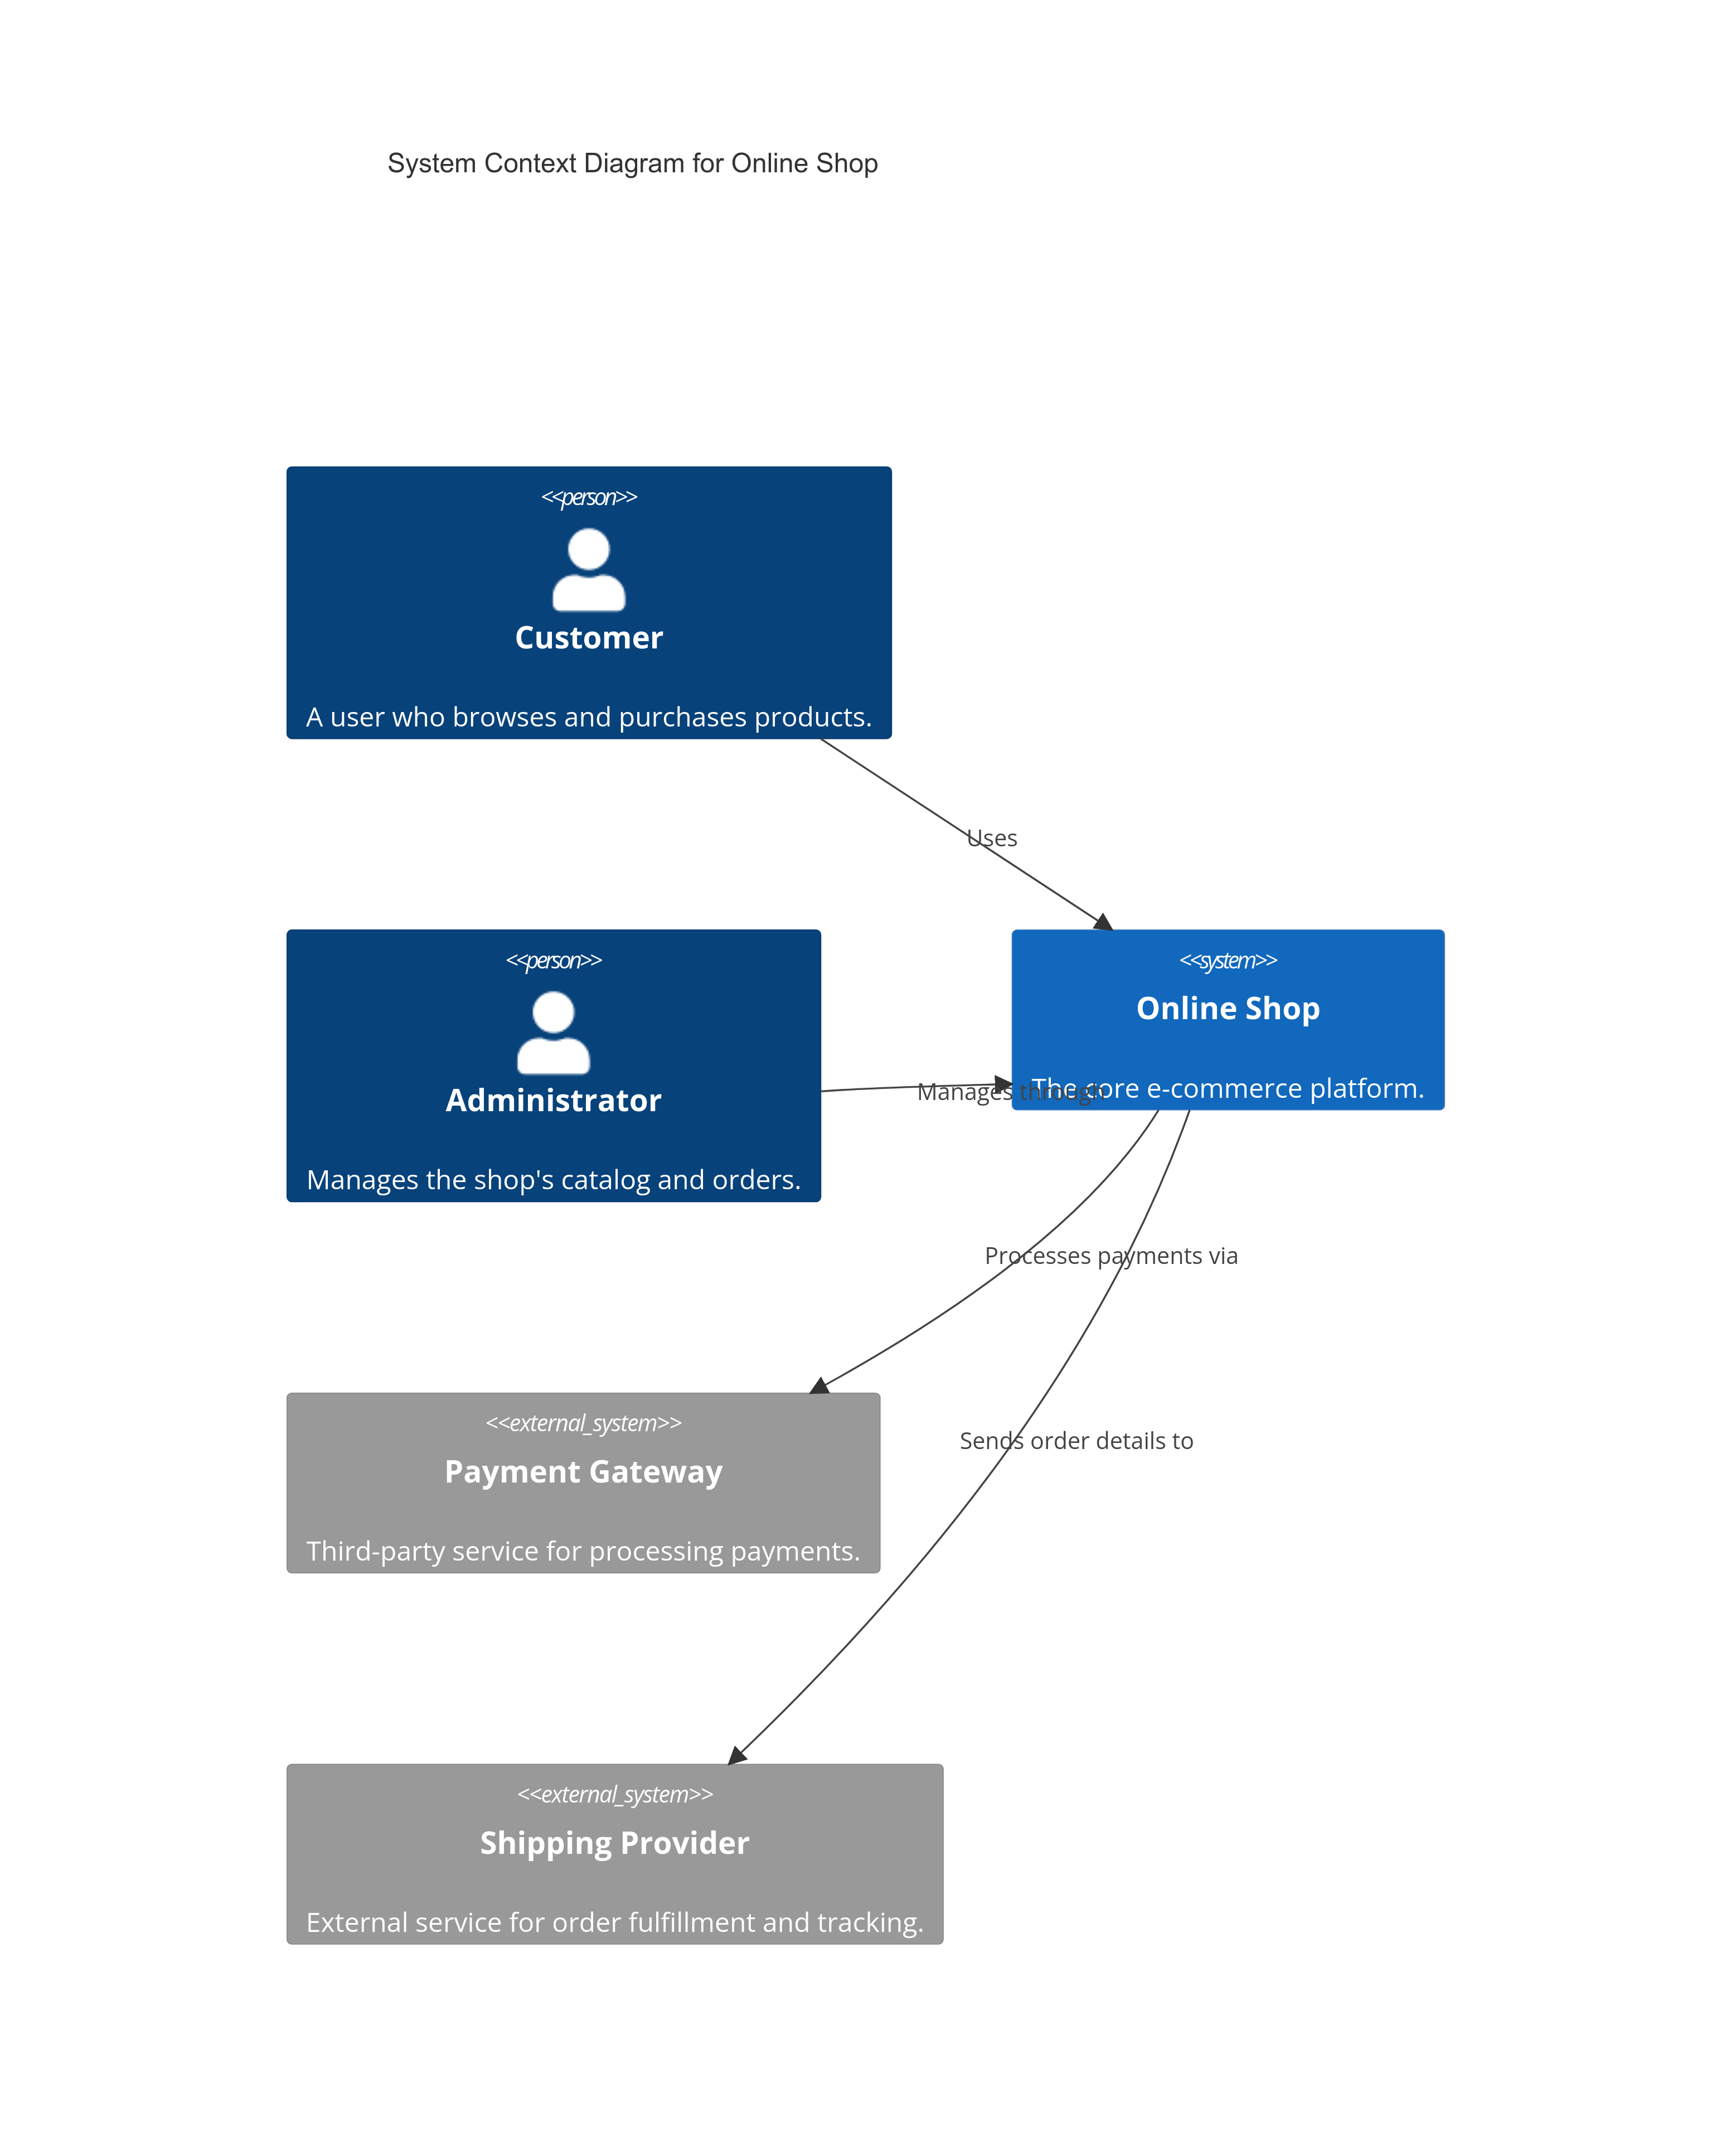 System Context Diagram for Online Shop
<<person>>
Customer
A user who browses and purchases products.
Uses
<<person>>
Administrator
Manages the shop's catalog and orders.
Manages through
<<system>>
Online Shop
The core e-commerce platform.
Processes payments via
<<external_system>>
Payment Gateway
Third-party service for processing payments.
Sends order details to
<<external_system>>
Shipping Provider
External service for order fulfillment and tracking.